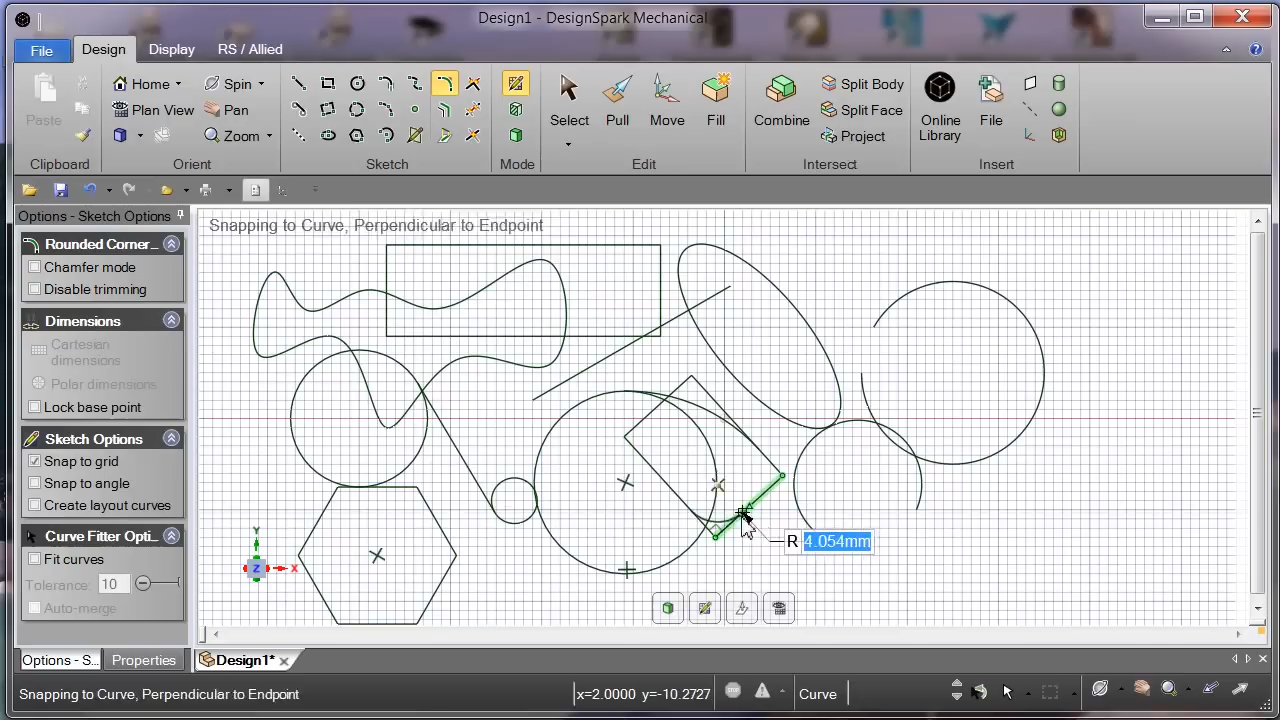 Design1 - DesignSpark Mechanical
File Design Display RS / Allied
Paste
Home Spin
Plan View Pan
Zoom
Select Pull Move Fill
Combine
Split Body
Split Face
Project
Online Library
File
Clipboard Orient Sketch Mode Edit Intersect Insert
Options - Sketch Options
Snapping to Curve, Perpendicular to Endpoint
Rounded Corner...
Chamfer mode
Disable trimming
Dimensions
Cartesian
dimensions
Polar dimensions
Lock base point
Sketch Options
Snap to grid
Snap to angle
Create layout curves
Curve Fitter Opti...
Fit curves
Tolerance: 10
Auto-merge
Y
Z X
R 4.054mm
Options - S... Properties Design1*
Snapping to Curve, Perpendicular to Endpoint x=2.0000 y=-10.2727 Curve